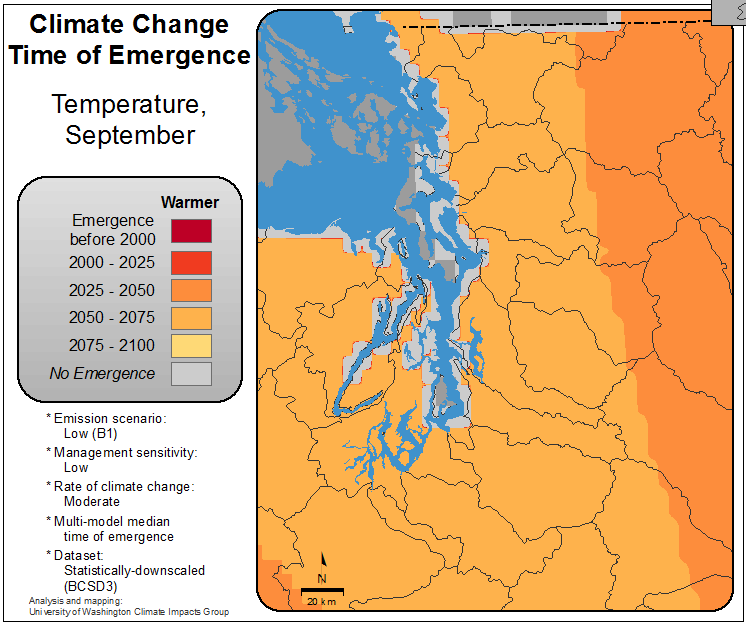 Climate Change
Time of Emergence
Temperature,
September
Warmer
Emergence
before 2000
2000 - 2025
2025 - 2050
2050 - 2075
2075 - 2100
No Emergence
* Emission scenario:
Low (B1)
* Management sensitivity:
Low
* Rate of climate change:
Moderate
* Multi-model median
time of emergence
* Dataset:
Statistically-downscaled
(BCSD3)
Analysis and mapping:
University of Washington Climate Impacts Group
N
20 km